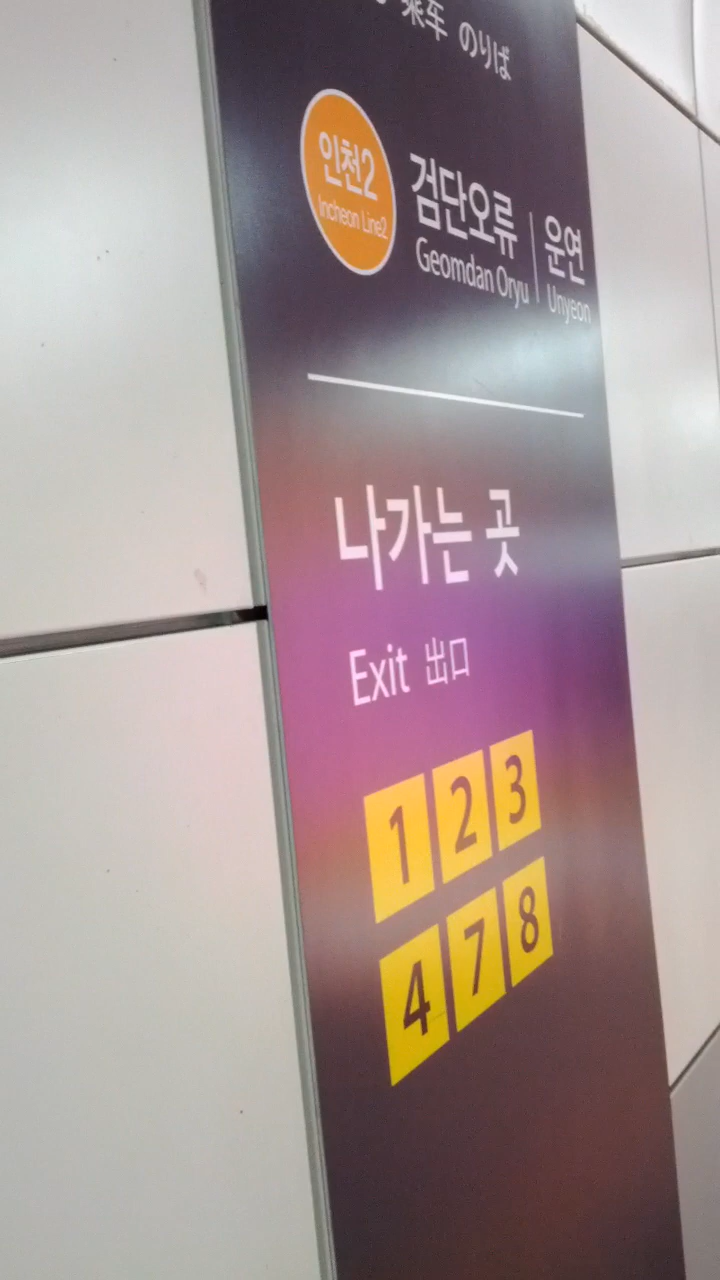 乘车 のりば
인천2
Incheon Line2
검단오류 | 운연
Geomdan Oryu | Unyeon
나가는 곳
Exit 出口
1 2 3
4 7 8